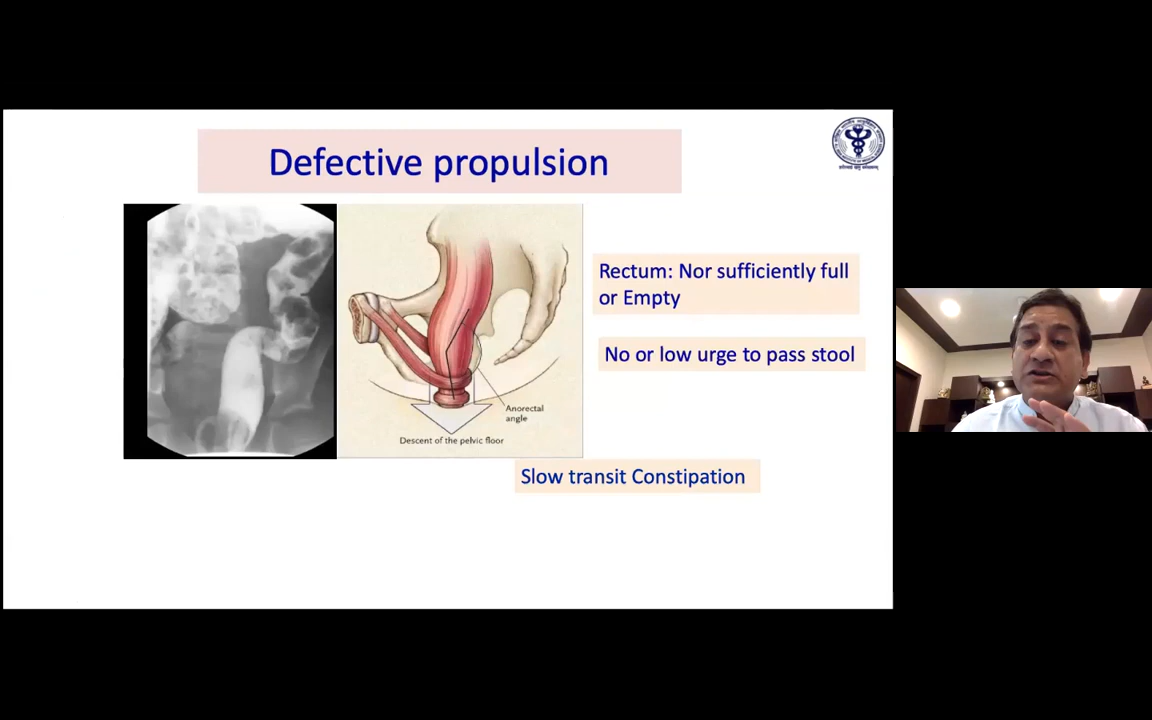 Defective propulsion
Rectum: Nor sufficiently full
or Empty
No or low urge to pass stool
Anorectal
angle
Descent of the pelvic floor
Slow transit Constipation